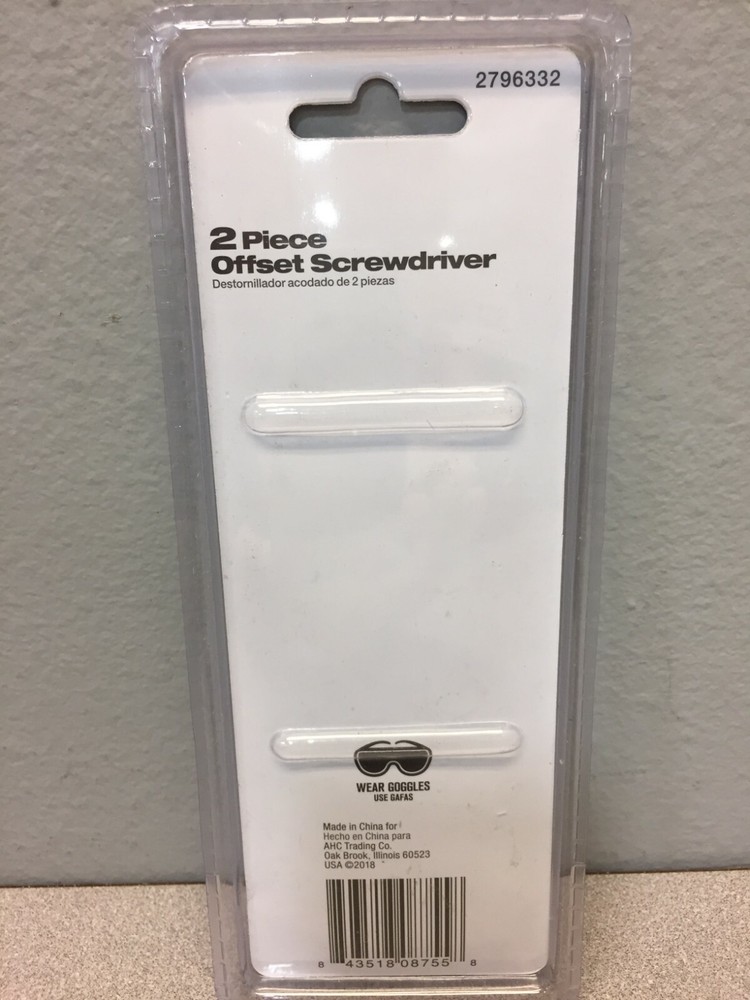 2796332
2 Piece
Offset Screwdriver
Destornillador acodado de 2 piezas
WEAR GOGGLES
USE GAFAS
Made in China for
Hecho en China para
AHC Trading Co.
Oak Brook, Illinois 60523
USA ©2018
8 43518 08755 8